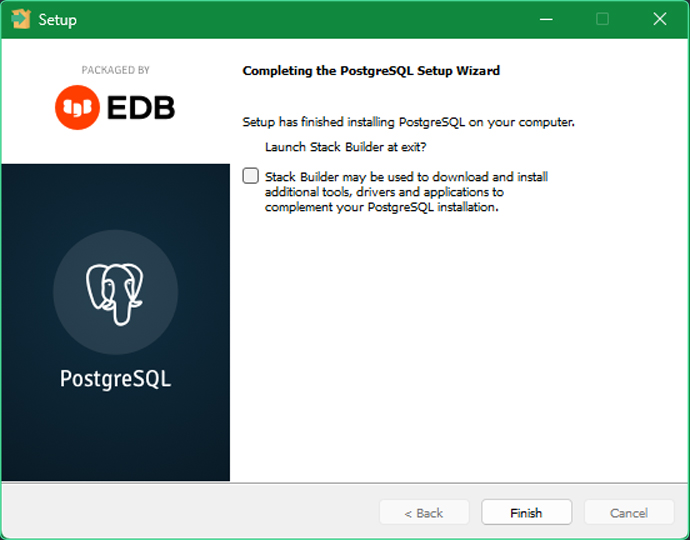 Setup
PACKAGED BY
EDB
Completing the PostgreSQL Setup Wizard
Setup has finished installing PostgreSQL on your computer.
Launch Stack Builder at exit?
Stack Builder may be used to download and install
additional tools, drivers and applications to
complement your PostgreSQL installation.
PostgreSQL
< Back
Finish
Cancel